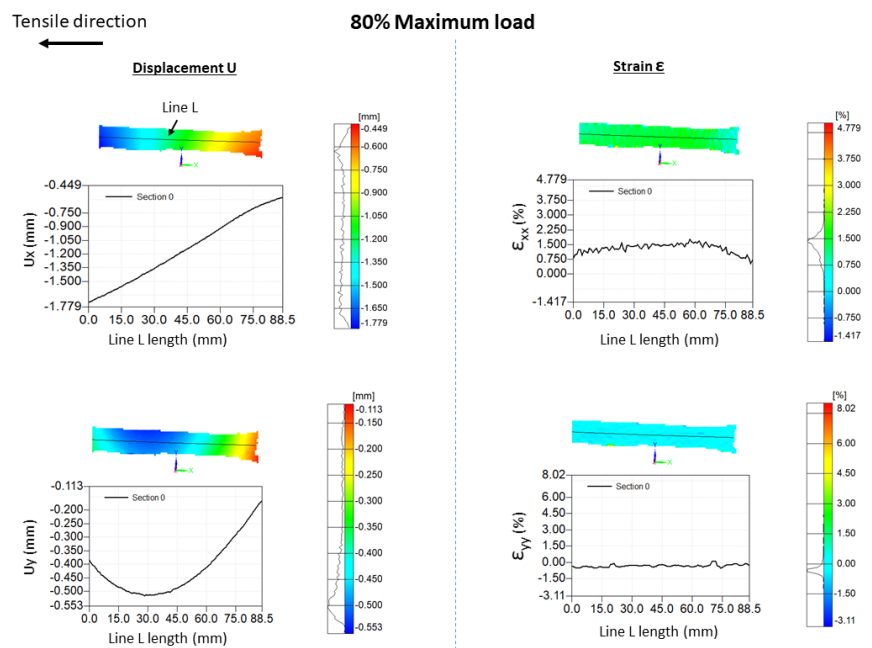 Tensile direction
80% Maximum load
Displacement U
Line L
[mm]
-0.449
-0.600
-0.750
-0.900
-1.050
-1.200
-1.350
-1.500
-1.650
-1.779
X
Ux (mm)
-0.449
-0.750
-0.900
-1.050
-1.200
-1.350
-1.500
-1.779
Section 0
0.0 15.0 30.0 45.0 60.0 75.0 88.5
Line L length (mm)
Strain ε
[%]
4.779
3.750
3.000
2.250
1.500
0.750
0.000
-0.750
-1.417
X
εxx (%)
4.779
3.750
3.000
2.250
1.500
0.750
0.000
-1.417
Section 0
0.0 15.0 30.0 45.0 60.0 75.0 88.5
Line L length (mm)
[mm]
-0.113
-0.150
-0.200
-0.250
-0.300
-0.350
-0.400
-0.450
-0.500
-0.553
X
Uy (mm)
-0.113
-0.200
-0.250
-0.300
-0.350
-0.400
-0.450
-0.500
-0.553
Section 0
0.0 15.0 30.0 45.0 60.0 75.0 88.5
Line L length (mm)
[%]
8.02
6.00
4.50
3.00
1.50
0.00
-1.50
-3.11
X
εyy (%)
8.02
6.00
4.50
3.00
1.50
0.00
-1.50
-3.11
Section 0
0.0 15.0 30.0 45.0 60.0 75.0 88.5
Line L length (mm)